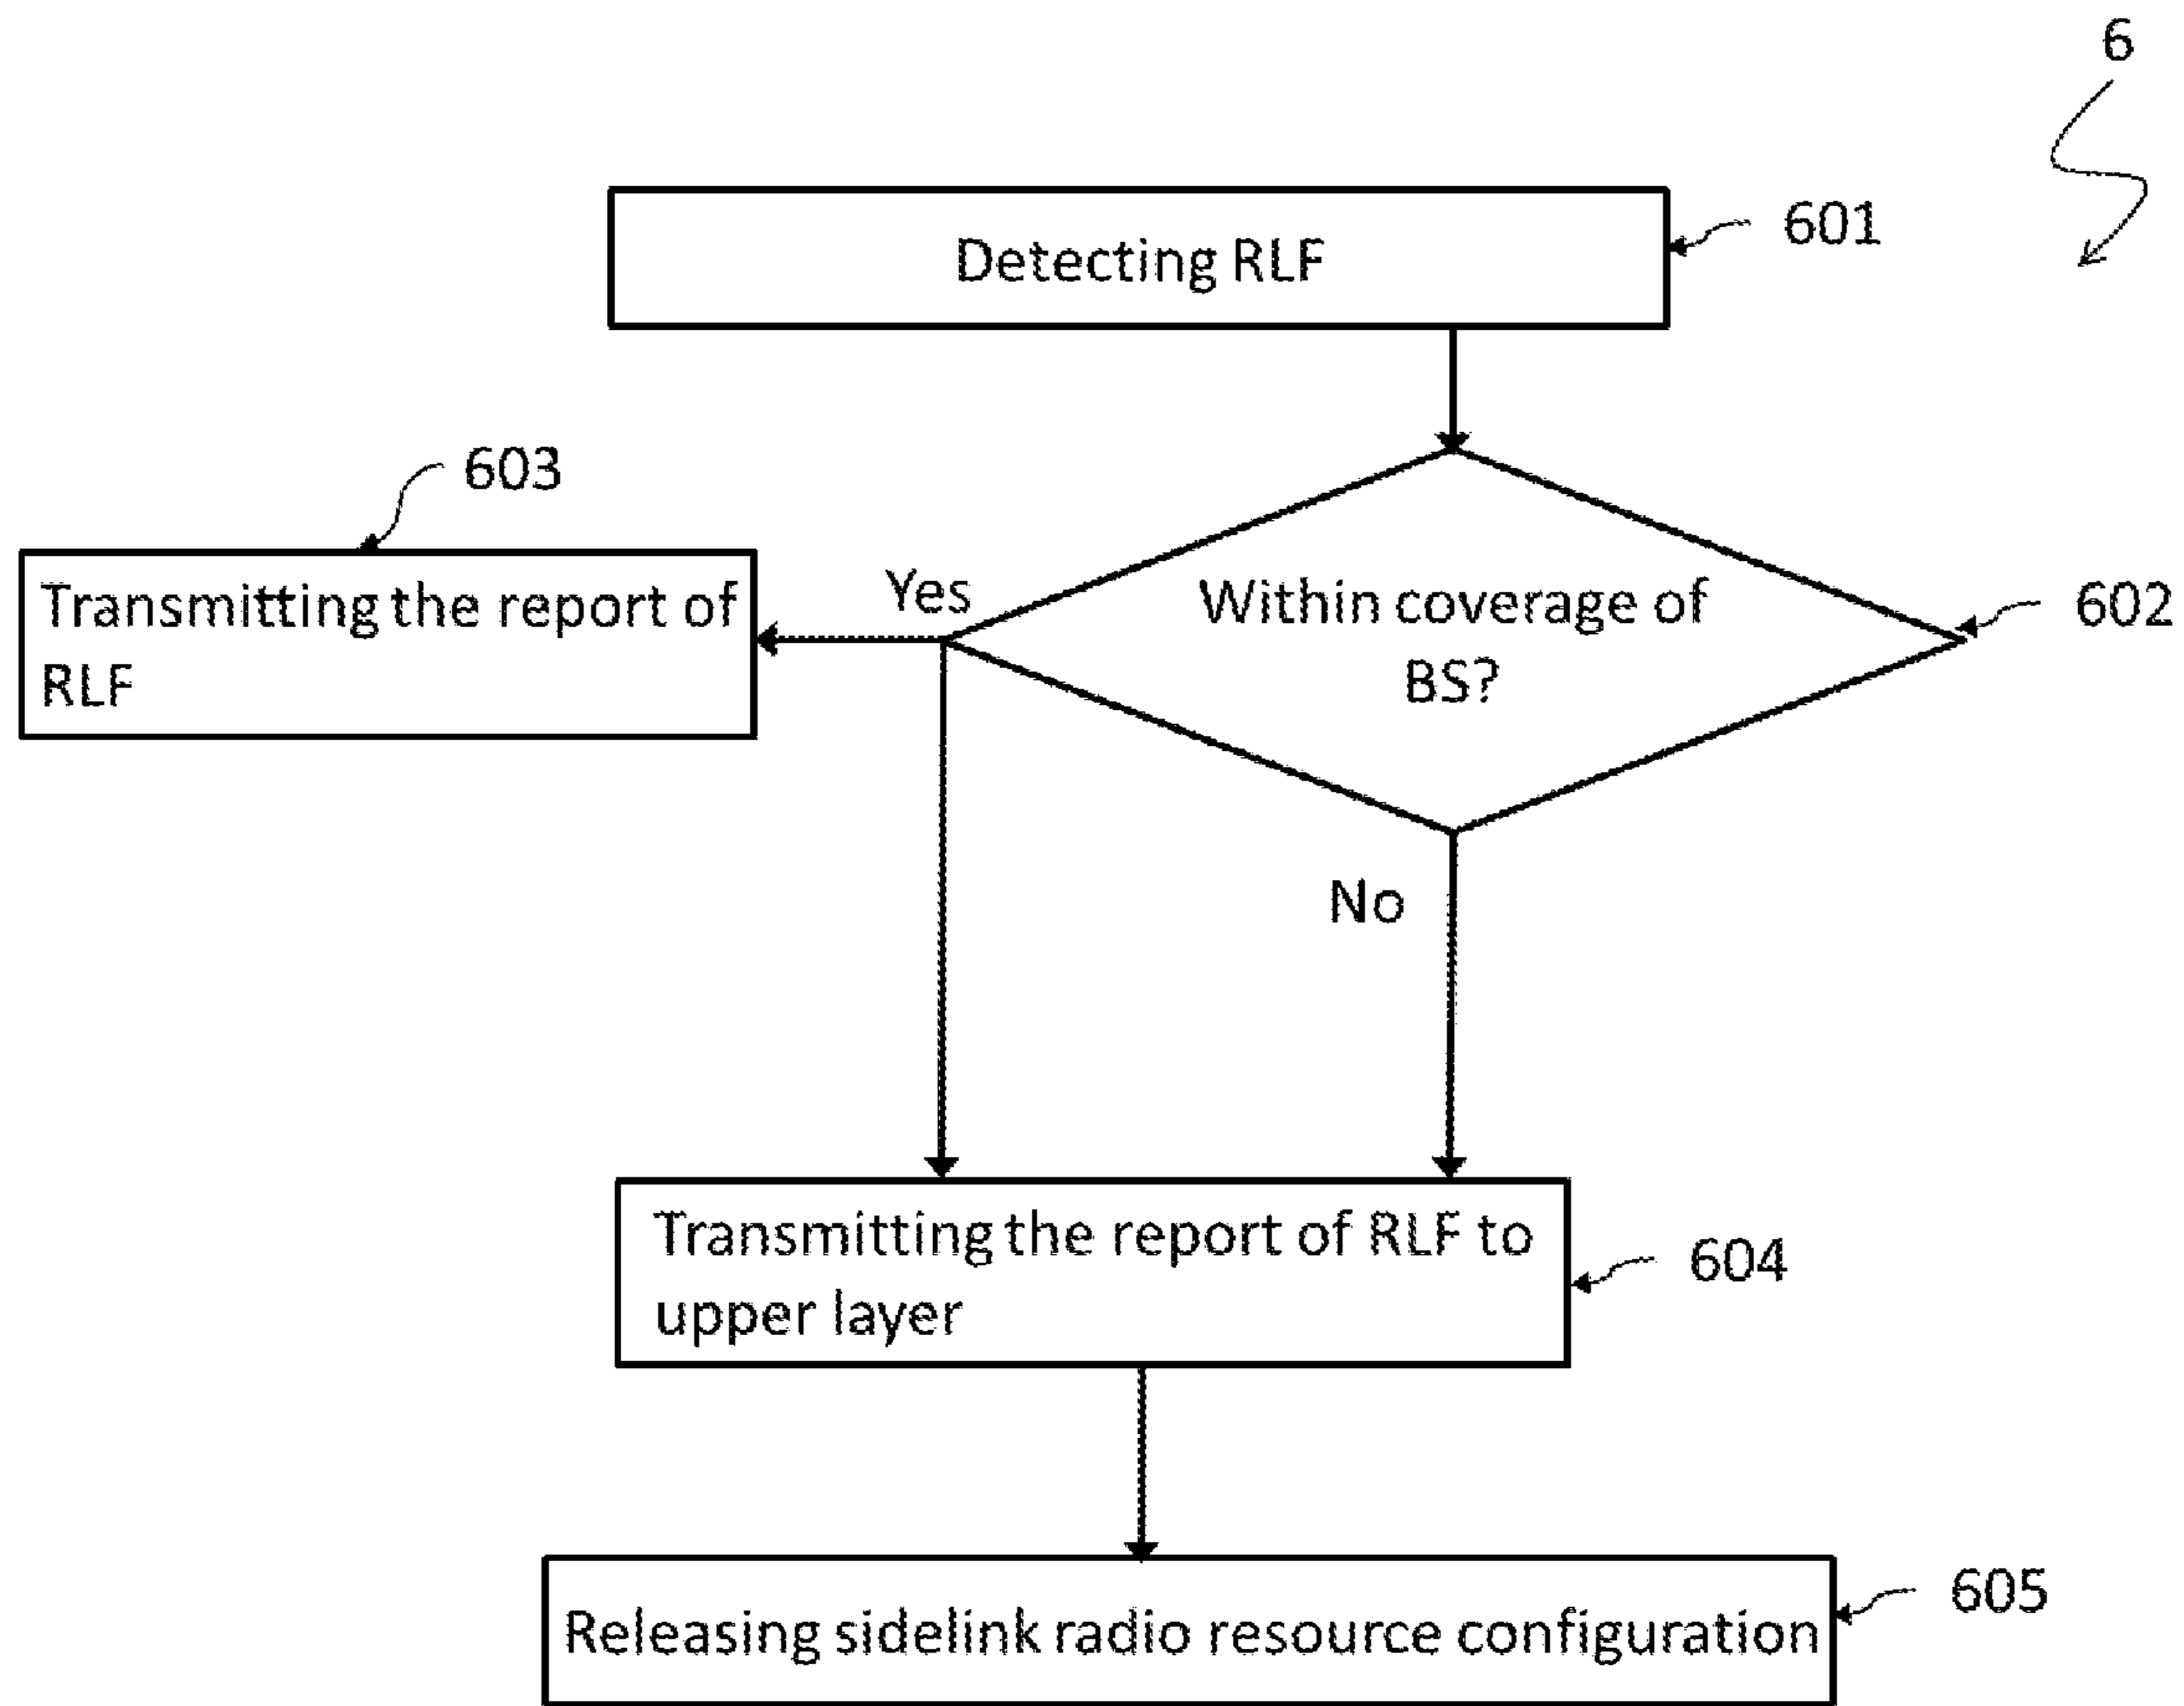 6
Detecting RLF
601
603
Transmitting the report of
RLF
Yes
Within coverage of
BS?
602
No
Transmitting the report of RLF to
upper layer
604
Releasing sidelink radio resource configuration
605